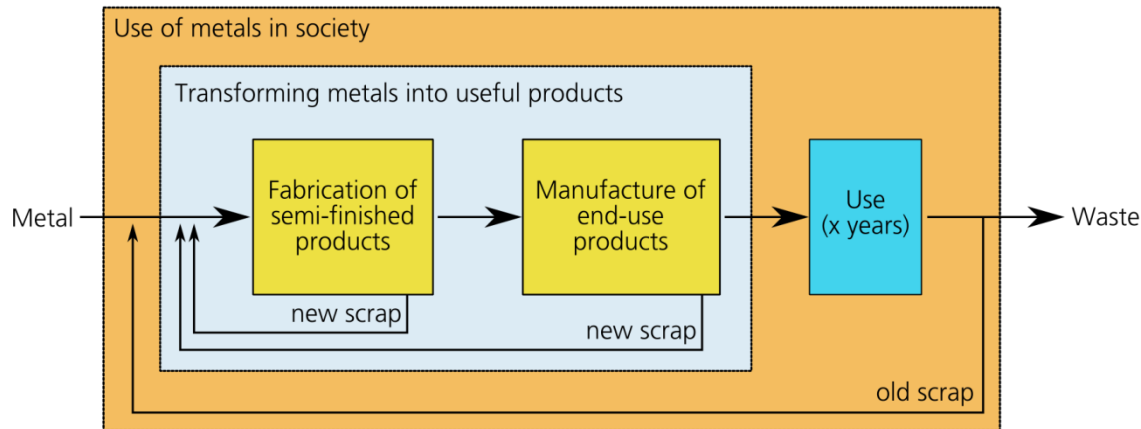 Use of metals in society
Transforming metals into useful products
Metal
Fabrication of
semi-finished
products
Manufacture of
end-use
products
Use
(x years)
Waste
new scrap
new scrap
old scrap